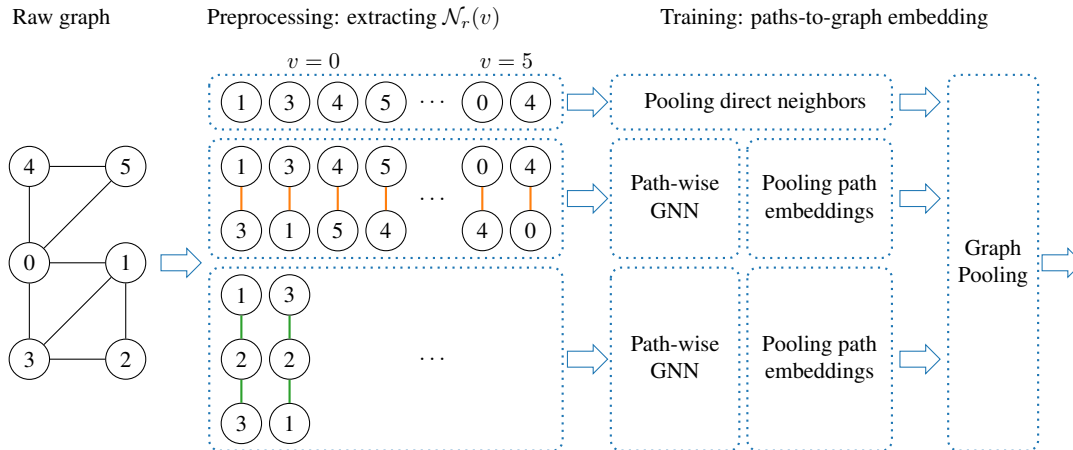 Raw graph
Preprocessing: extracting 𝒩_r(v)
Training: paths-to-graph embedding
v = 0
v = 5
1 3 4 5 ··· 0 4
Pooling direct neighbors
4 5
0 1
3 2
1 3 4 5 0 4
···
3 1 5 4 4 0
Path-wise
GNN
Pooling path
embeddings
1 3
2 2 ···
3 1
Path-wise
GNN
Pooling path
embeddings
Graph
Pooling